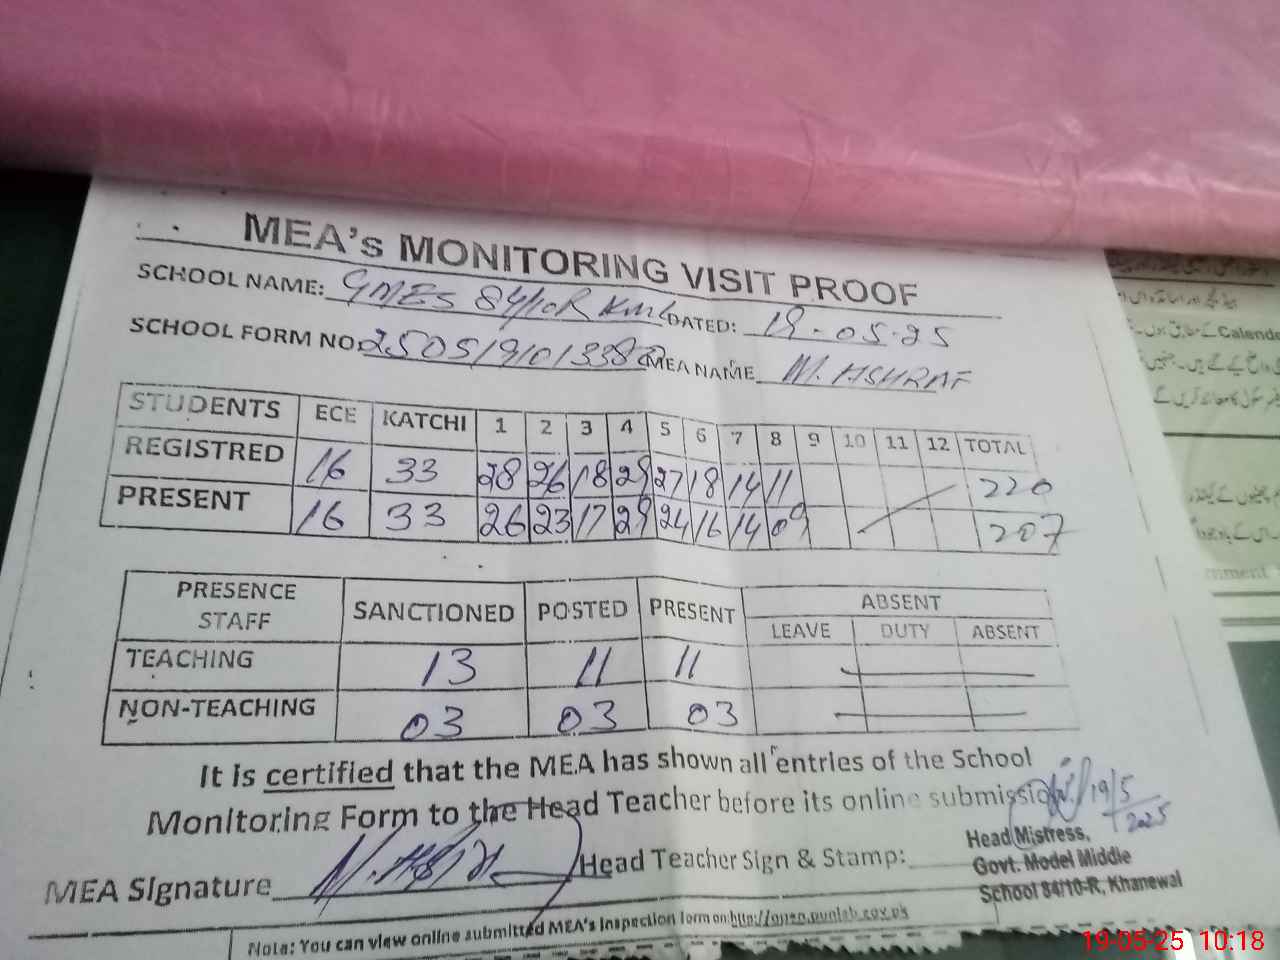 MEA's MONITORING VISIT PROOF
SCHOOL NAME: GMES 84/10R KWL DATED: 19-05-25
SCHOOL FORM NO: MEA NAME M. ASHRAF
STUDENTS ECE KATCHI 1 2 3 4 5 6 7 8 9 10 11 12 TOTAL
REGISTRED 16 33 28 26 18 29 27 18 14 11 220
PRESENT 16 33 26 23 17 29 24 16 14 09 207
PRESENCE STAFF SANCTIONED POSTED PRESENT ABSENT
LEAVE DUTY ABSENT
TEACHING 13 11 11
NON-TEACHING 03 03 03
It is certified that the MEA has shown all entries of the School
Monitoring Form to the Head Teacher before its online submission.
19/5/2025
MEA Signature Head Teacher Sign & Stamp:
Head Mistress,
Govt. Model Middle
School 84/10-R, Khanewal
Note: You can view online submitted MEA's Inspection form on:http://open.punjab.gov.pk
Calende
19-05-25 10:18